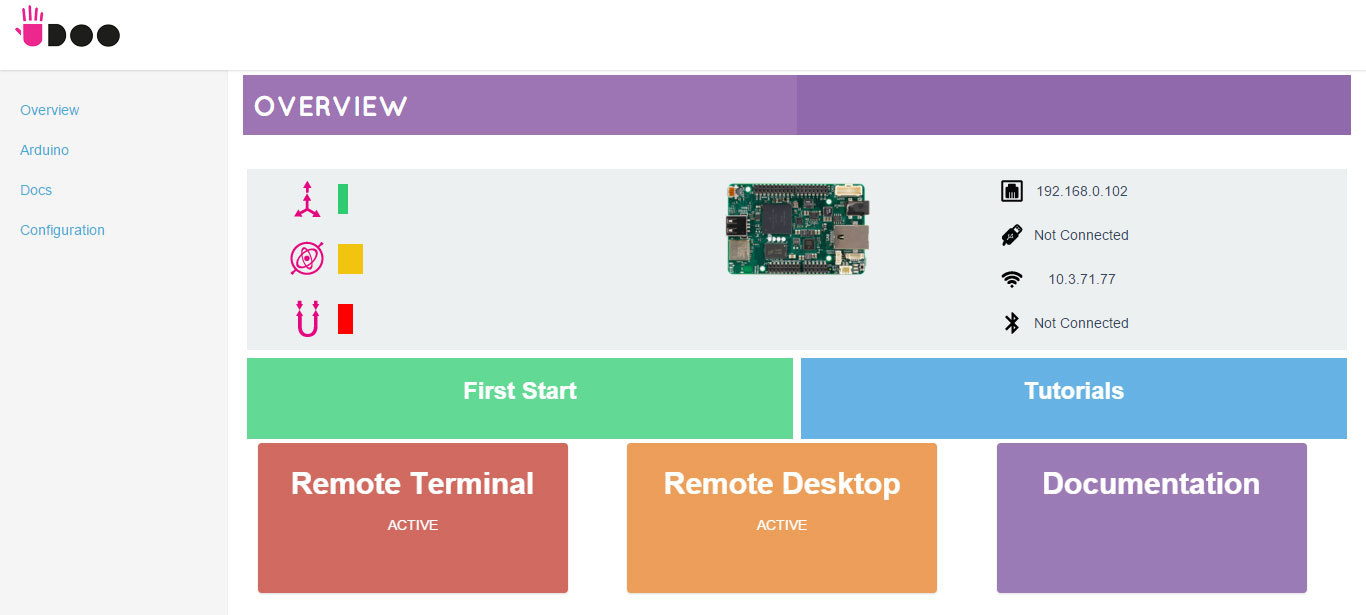 UDOO
Overview
Arduino
Docs
Configuration
OVERVIEW
192.168.0.102
Not Connected
10.3.71.77
Not Connected
First Start
Tutorials
Remote Terminal
ACTIVE
Remote Desktop
ACTIVE
Documentation